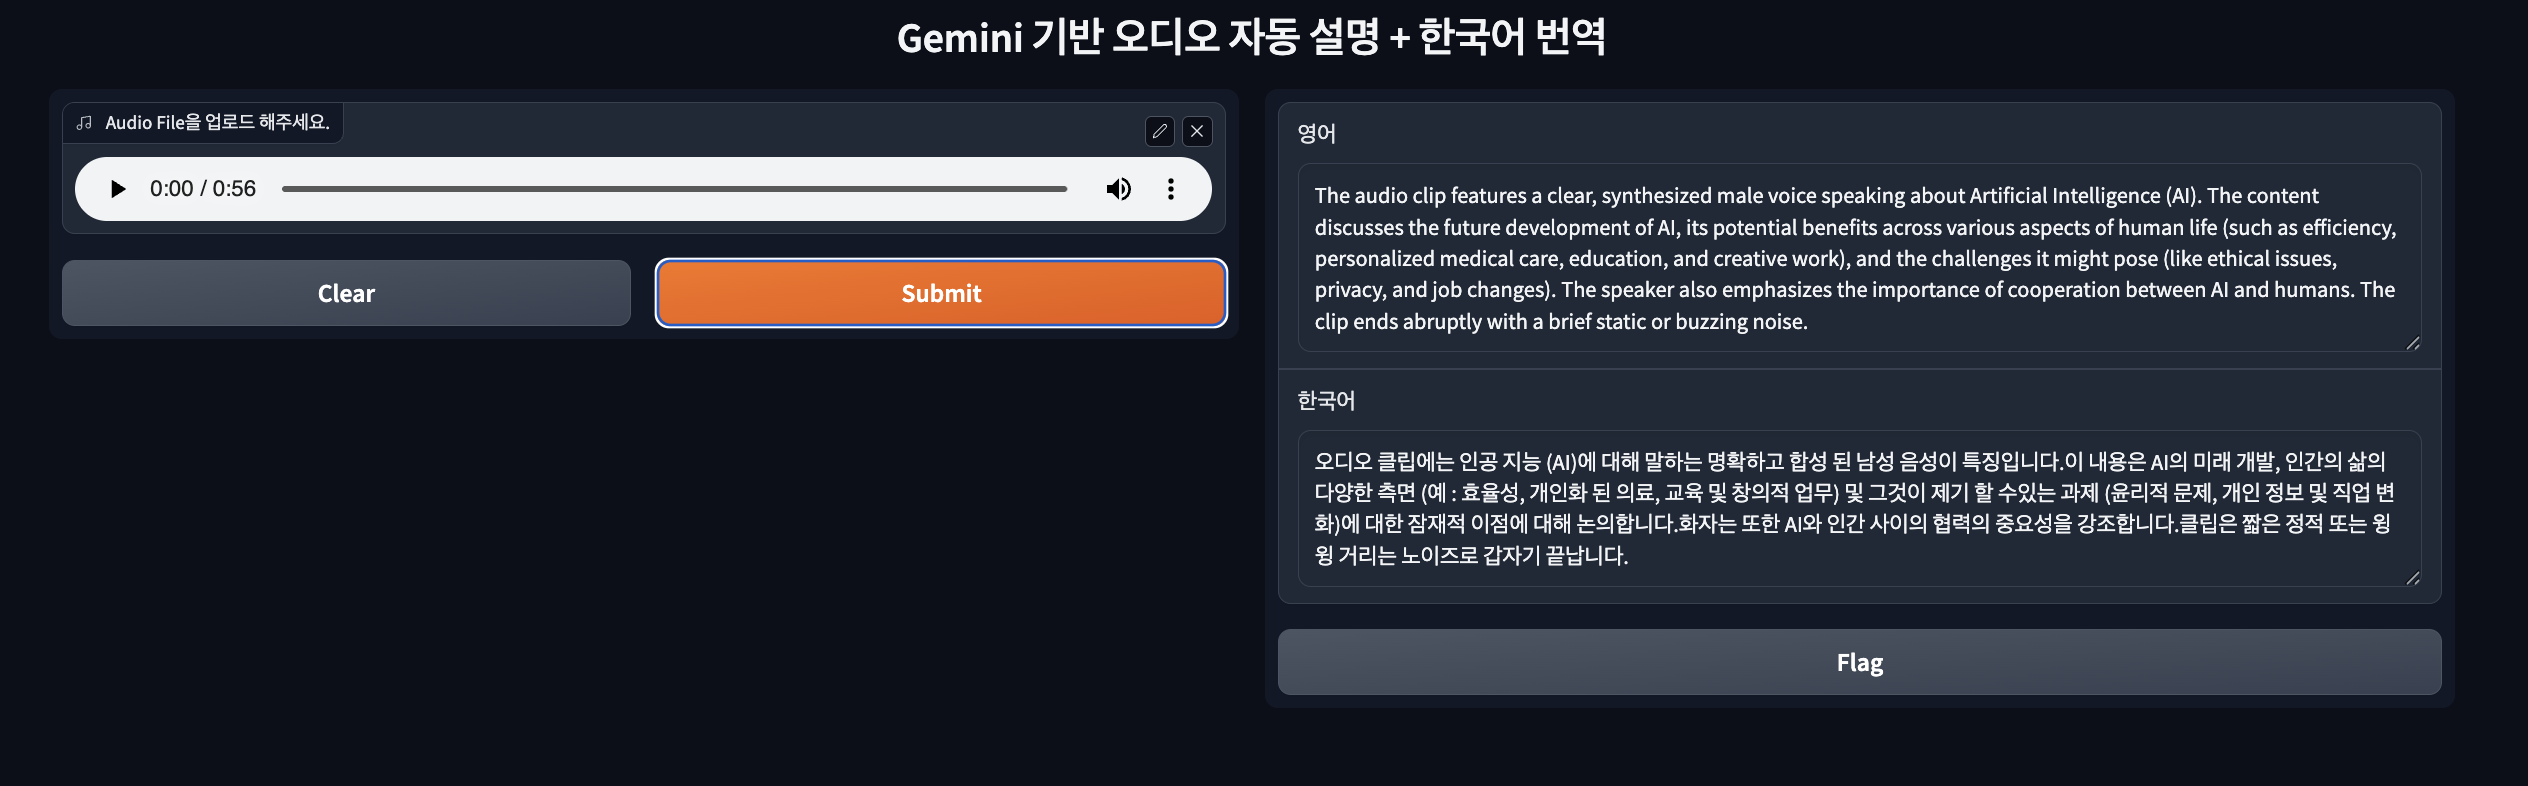 Gemini 기반 오디오 자동 설명 + 한국어 번역
Audio File을 업로드 해주세요.
0:00 / 0:56
Clear
Submit
영어
The audio clip features a clear, synthesized male voice speaking about Artificial Intelligence (AI). The content
discusses the future development of AI, its potential benefits across various aspects of human life (such as efficiency,
personalized medical care, education, and creative work), and the challenges it might pose (like ethical issues,
privacy, and job changes). The speaker also emphasizes the importance of cooperation between AI and humans. The
clip ends abruptly with a brief static or buzzing noise.
한국어
오디오 클립에는 인공 지능 (AI)에 대해 말하는 명확하고 합성 된 남성 음성이 특징입니다.이 내용은 AI의 미래 개발, 인간의 삶의
다양한 측면 (예 : 효율성, 개인화 된 의료, 교육 및 창의적 업무) 및 그것이 제기 할 수있는 과제 (윤리적 문제, 개인 정보 및 직업 변
화)에 대한 잠재적 이점에 대해 논의합니다.화자는 또한 AI와 인간 사이의 협력의 중요성을 강조합니다.클립은 짧은 정적 또는 윙
윙 거리는 노이즈로 갑자기 끝납니다.
Flag